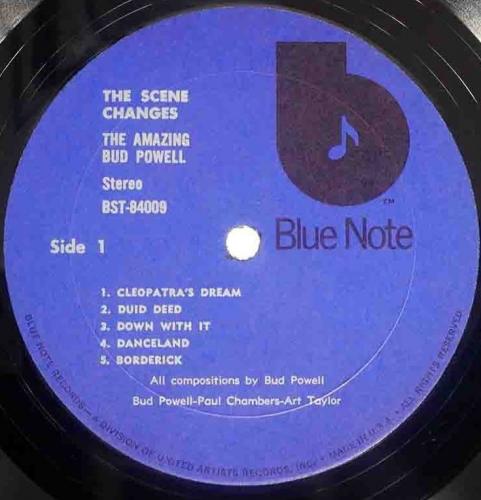 THE SCENE
CHANGES
THE AMAZING
BUD POWELL
Stereo
BST-84009
Side 1
TM
Blue Note
1. CLEOPATRA'S DREAM
2. DUID DEED
3. DOWN WITH IT
4. DANCELAND
5. BORDERICK
All compositions by Bud Powell
Bud Powell-Paul Chambers-Art Taylor
BLUE NOTE RECORDS—A DIVISION OF UNITED ARTISTS RECORDS, INC. • MADE IN U.S.A. • ALL RIGHTS RESERVED